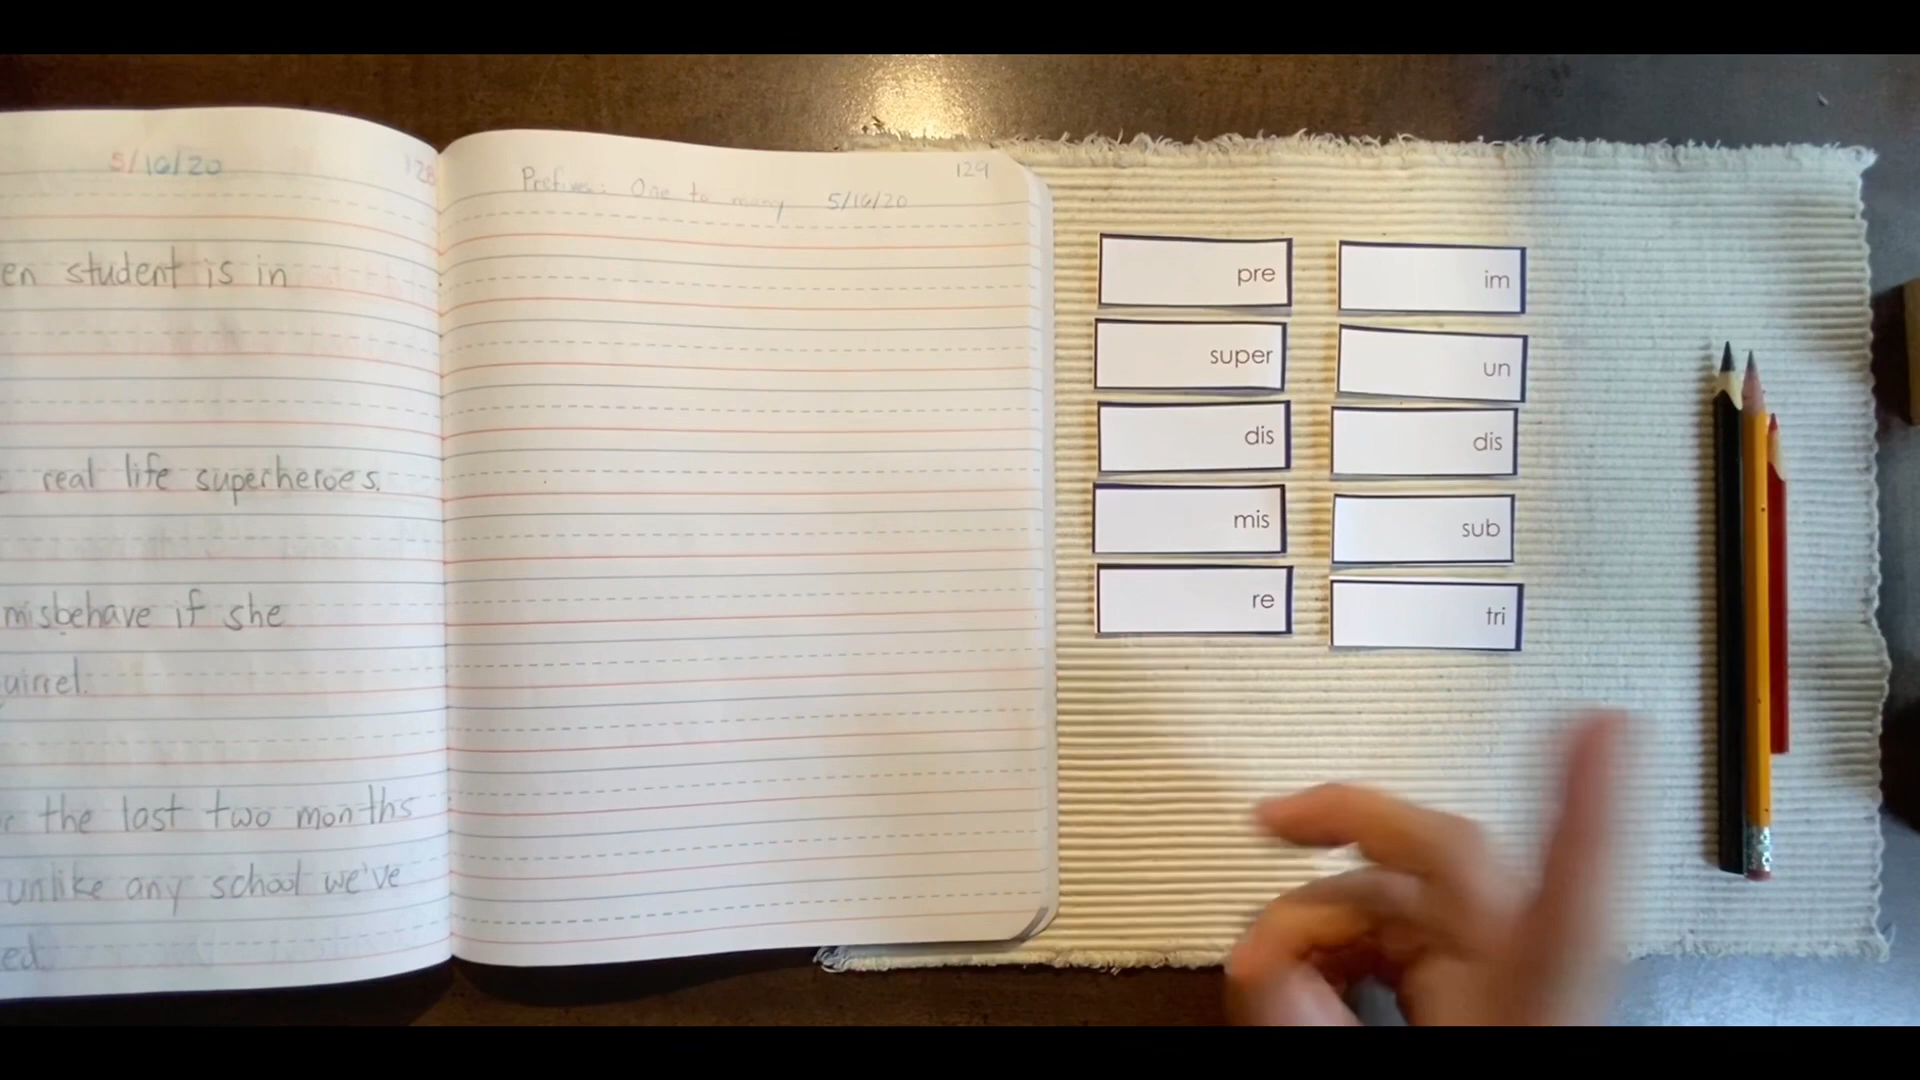 5/16/20 128
en student is in
real life superheroes.
misbehave if she
uirrel.
the last two months
unlike any school we've
ed.
129
Prefixes: One to many 5/16/20
pre
super
dis
mis
re
im
un
dis
sub
tri